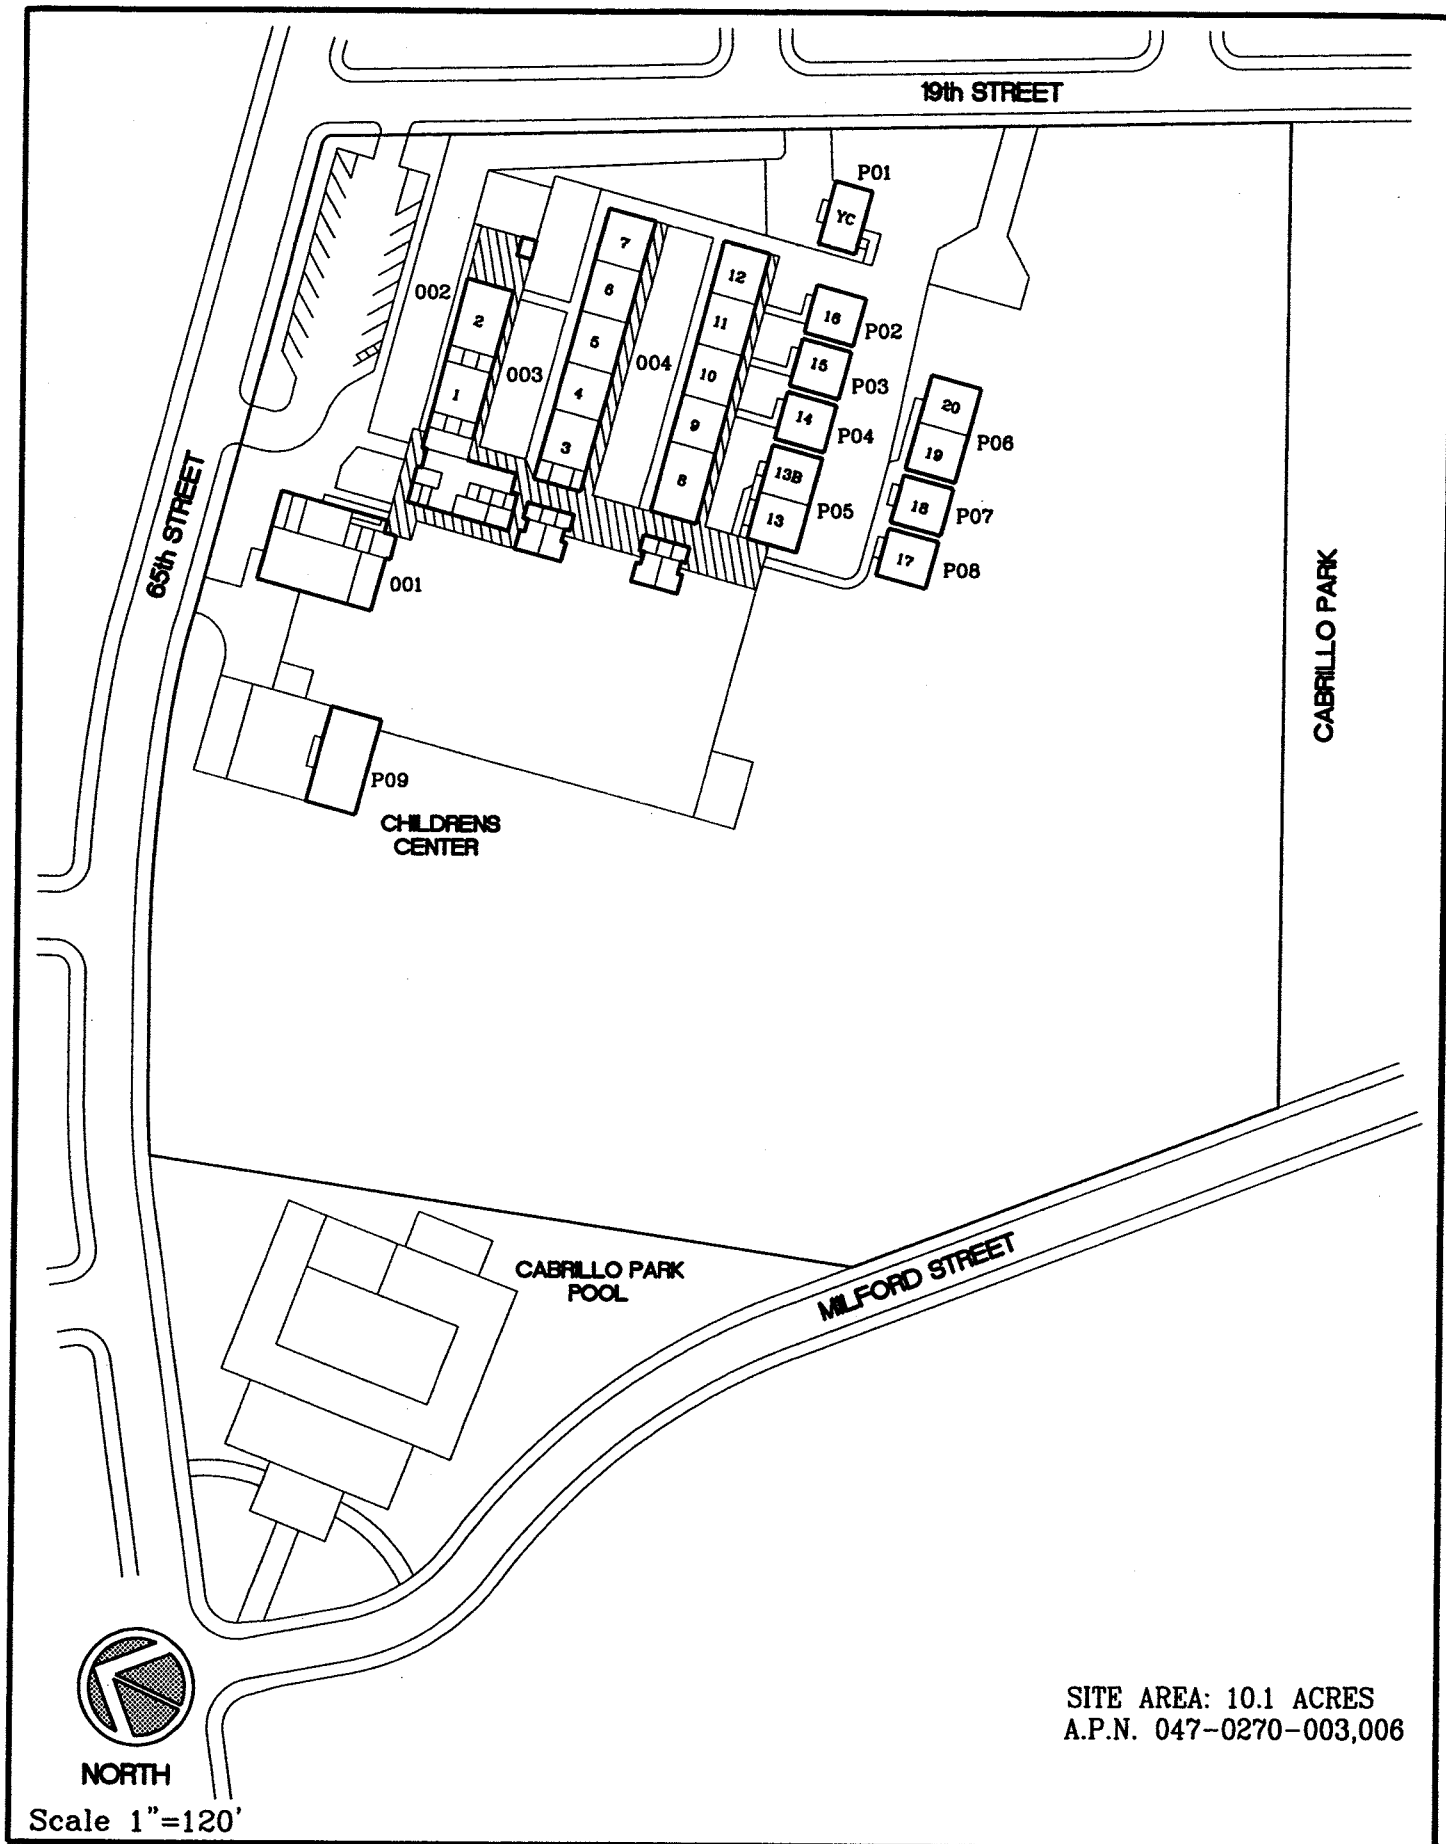 19th STREET
P01
YC
7
12
002
2
6
11
16
P02
003
5
004
10
15
P03
1
4
9
14
P04
20
P06
3
8
13B
19
13
P05
18
P07
65th STREET
17
P08
001
CABRILLO PARK
P09
CHILDRENS
CENTER
CABRILLO PARK
POOL
MILFORD STREET
SITE AREA: 10.1 ACRES
A.P.N. 047-0270-003,006
NORTH
Scale 1"=120'